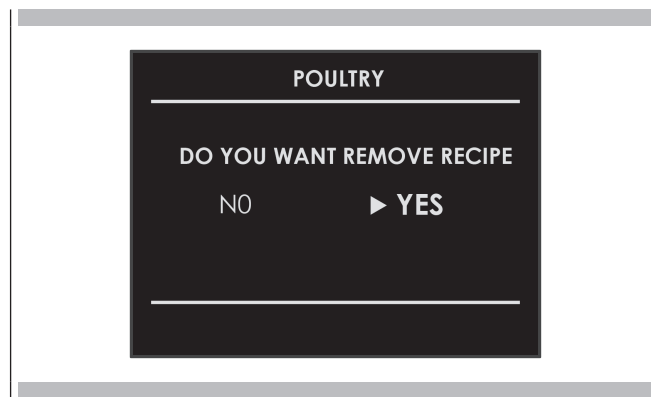 POULTRY
DO YOU WANT REMOVE RECIPE
N0 ▶ YES